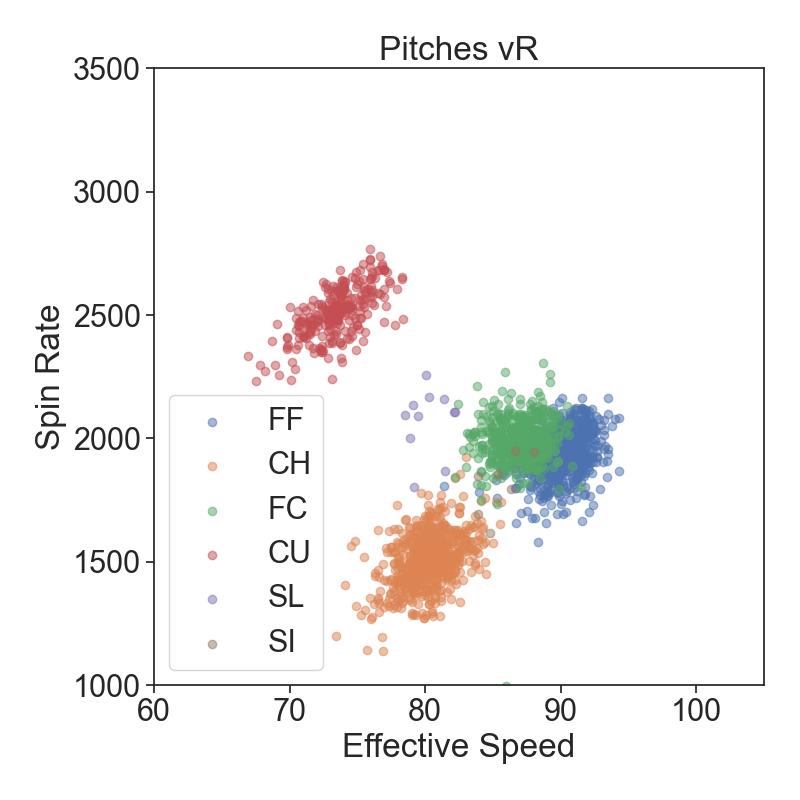 Pitches vR
3500
3000
2500
2000
1500
1000
Spin Rate
FF
CH
FC
CU
SL
SI
60 70 80 90 100
Effective Speed